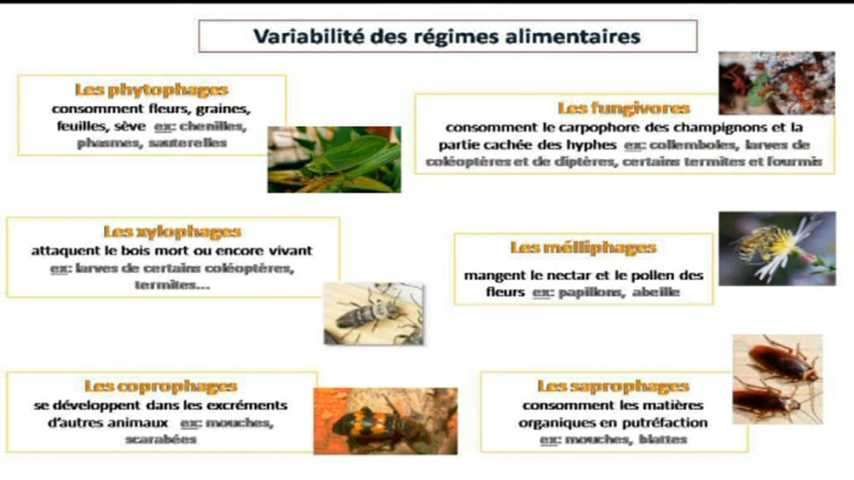 Variabilité des régimes alimentaires
Les phytophages
consomment fleurs, graines,
feuilles, sève ex: chenilles,
phasmes, sauterelles
Les fungivores
consomment le carpophore des champignons et la
partie cachée des hyphes ex: collemboles, larves de
coléoptères et de diptères, certains termites et fourmis
Les xylophages
attaquent le bois mort ou encore vivant
ex: larves de certains coléoptères,
termites...
Les mélliphages
mangent le nectar et le pollen des
fleurs ex: papillons, abeille
Les coprophages
se développent dans les excréments
d'autres animaux ex: mouches,
scarabées
Les saprophages
consomment les matières
organiques en putréfaction
ex: mouches, blattes